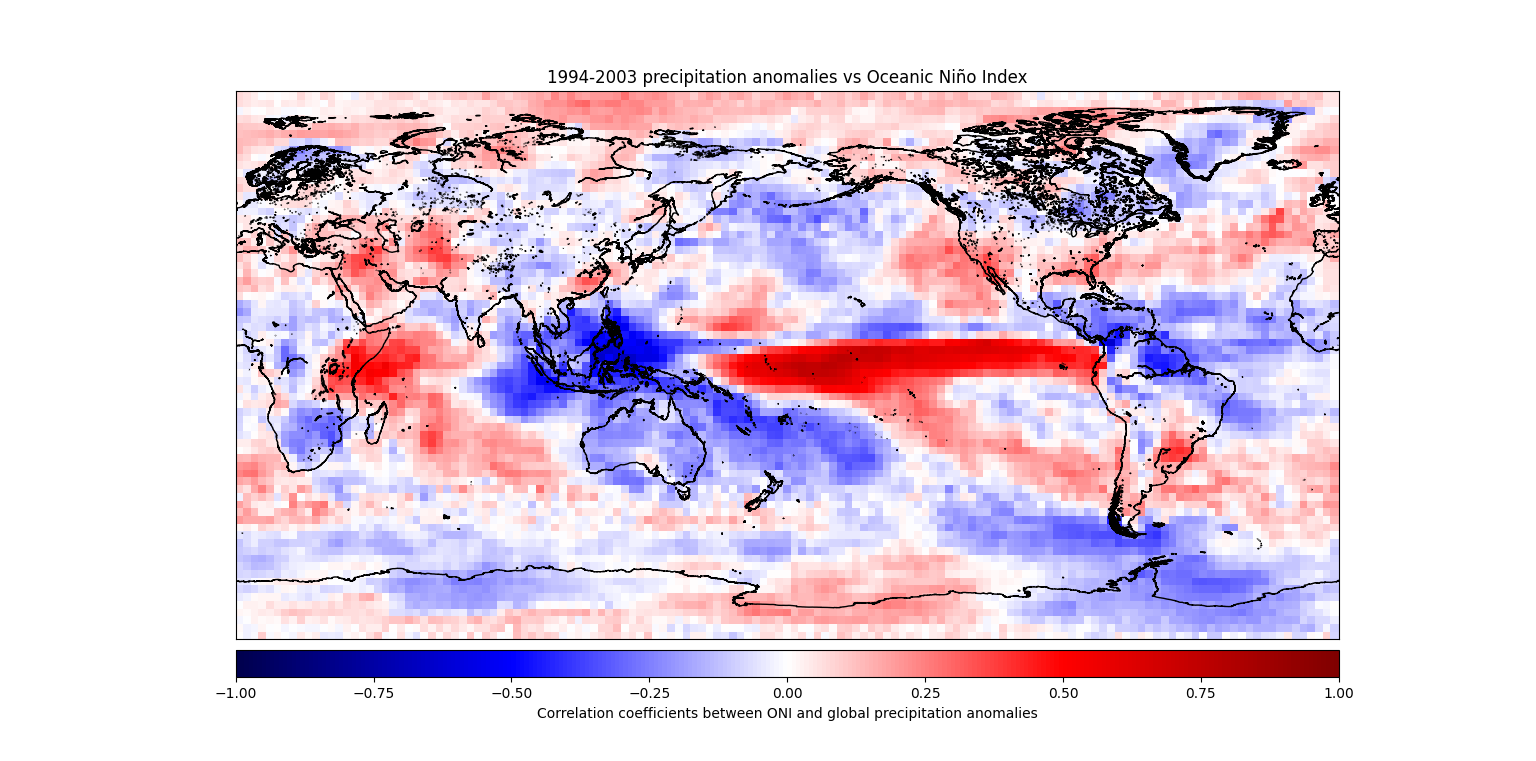 1994-2003 precipitation anomalies vs Oceanic Niño Index
−1.00 −0.75 −0.50 −0.25 0.00 0.25 0.50 0.75 1.00
Correlation coefficients between ONI and global precipitation anomalies